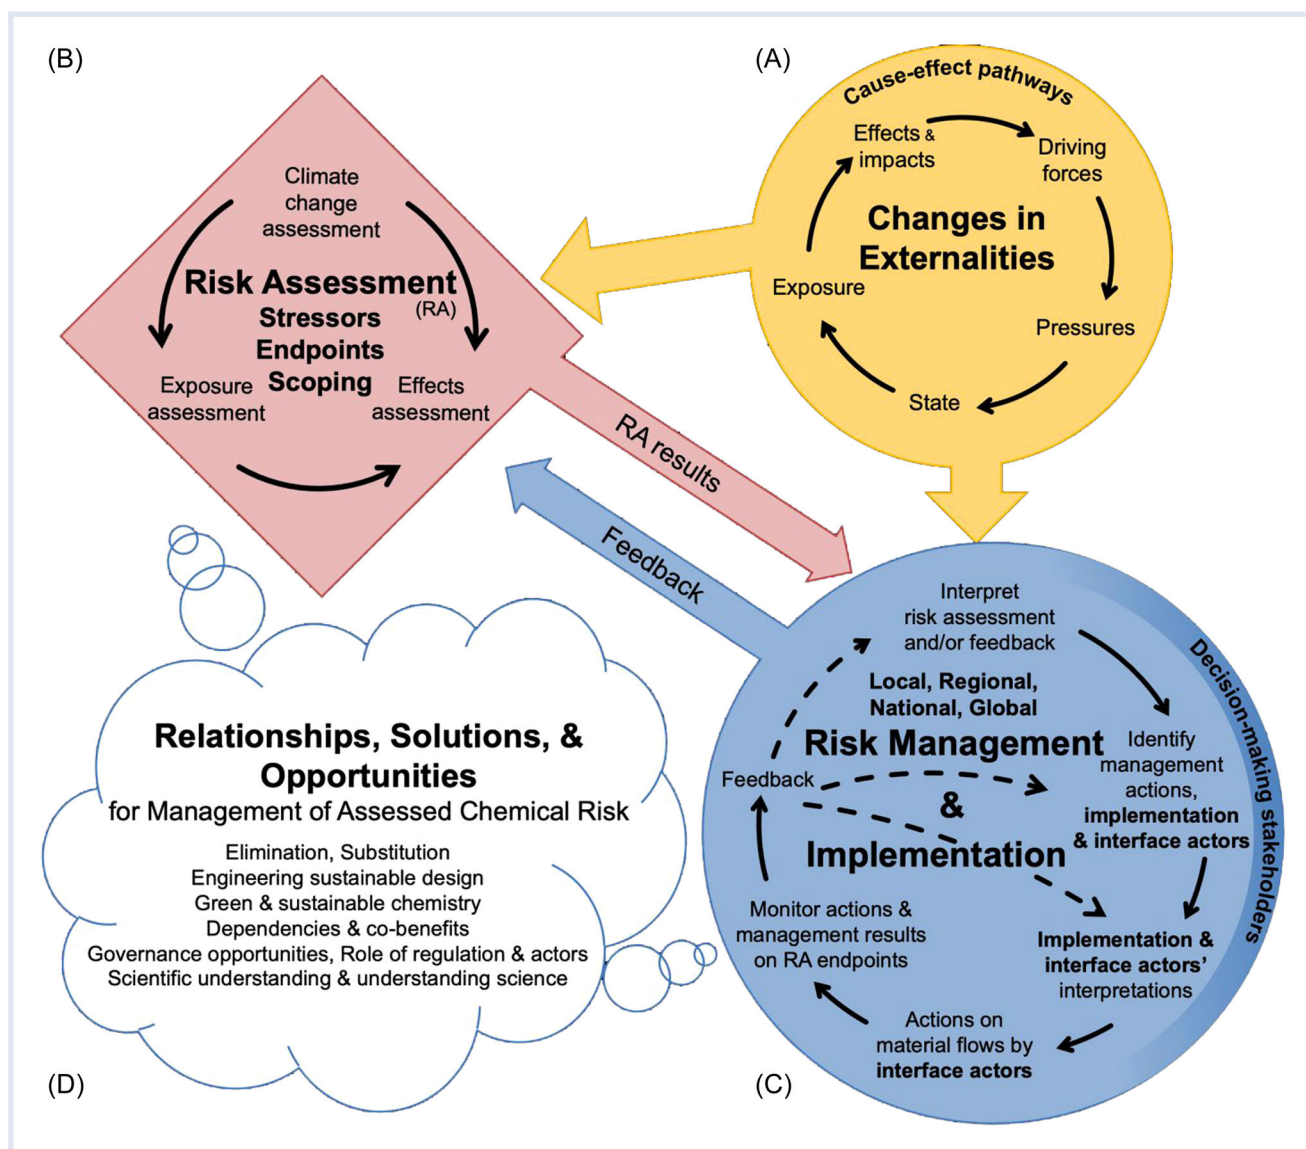 (B)
Climate
change
assessment
Risk Assessment
(RA)
Stressors
Endpoints
Scoping
Exposure
assessment
Effects
assessment
(A)
Cause-effect pathways
Effects &
impacts
Driving
forces
Changes in
Externalities
Exposure
Pressures
State
RA results
Feedback
Interpret
risk assessment
and/or feedback
Local, Regional,
National, Global
Risk Management
&
Implementation
Identify
management
actions,
implementation
& interface actors
Decision-making stakeholders
Feedback
Monitor actions &
management results
on RA endpoints
Implementation &
interface actors’
interpretations
Actions on
material flows by
interface actors
(C)
Relationships, Solutions, &
Opportunities
for Management of Assessed Chemical Risk
Elimination, Substitution
Engineering sustainable design
Green & sustainable chemistry
Dependencies & co-benefits
Governance opportunities, Role of regulation & actors
Scientific understanding & understanding science
(D)